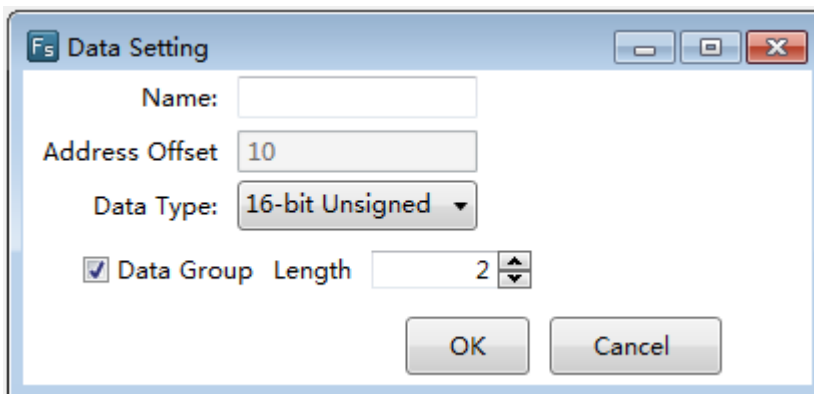 Fs Data Setting
Name:
Address Offset 10
Data Type: 16-bit Unsigned
Data Group Length 2
OK Cancel